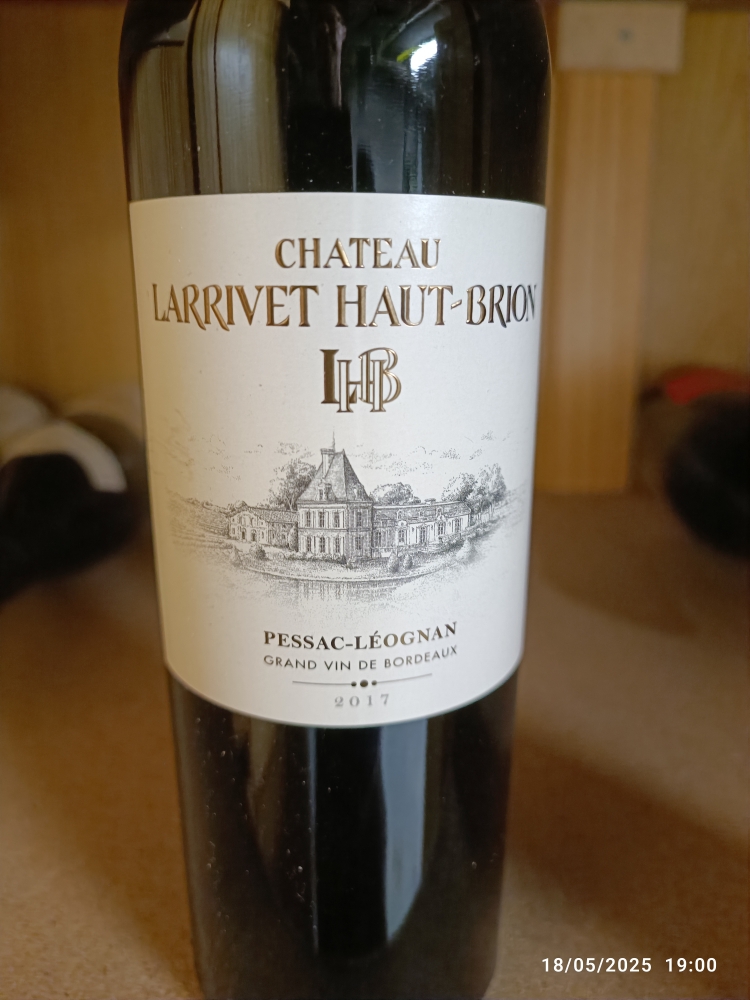 CHATEAU
LARRIVET HAUT-BRION
LHB
PESSAC-LÉOGNAN
GRAND VIN DE BORDEAUX
2017
18/05/2025 19:00